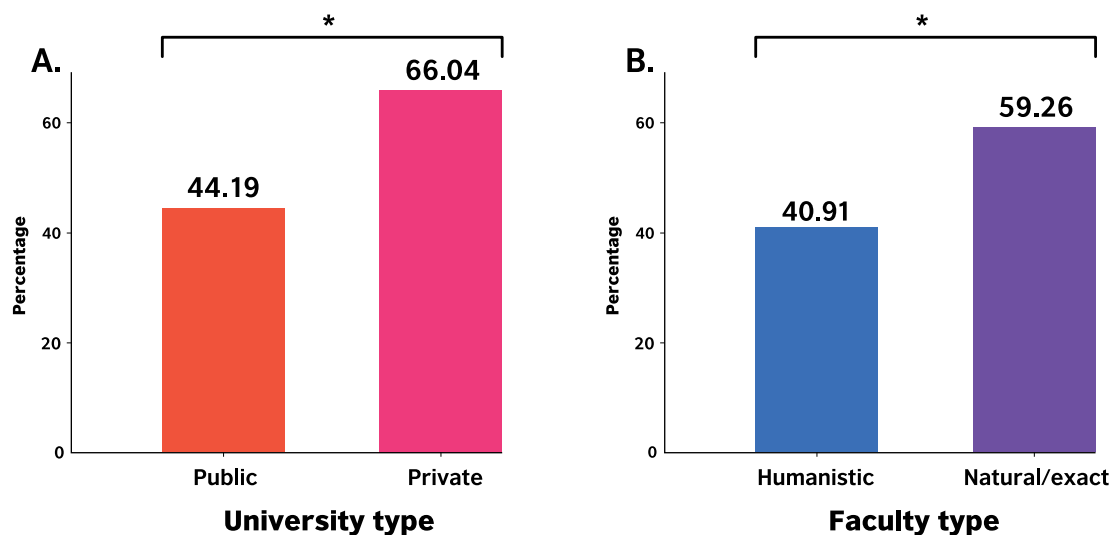 *
A.
66.04
60
44.19
40
20
0
Percentage
Public Private
University type
*
B.
59.26
60
40.91
40
20
0
Percentage
Humanistic Natural/exact
Faculty type